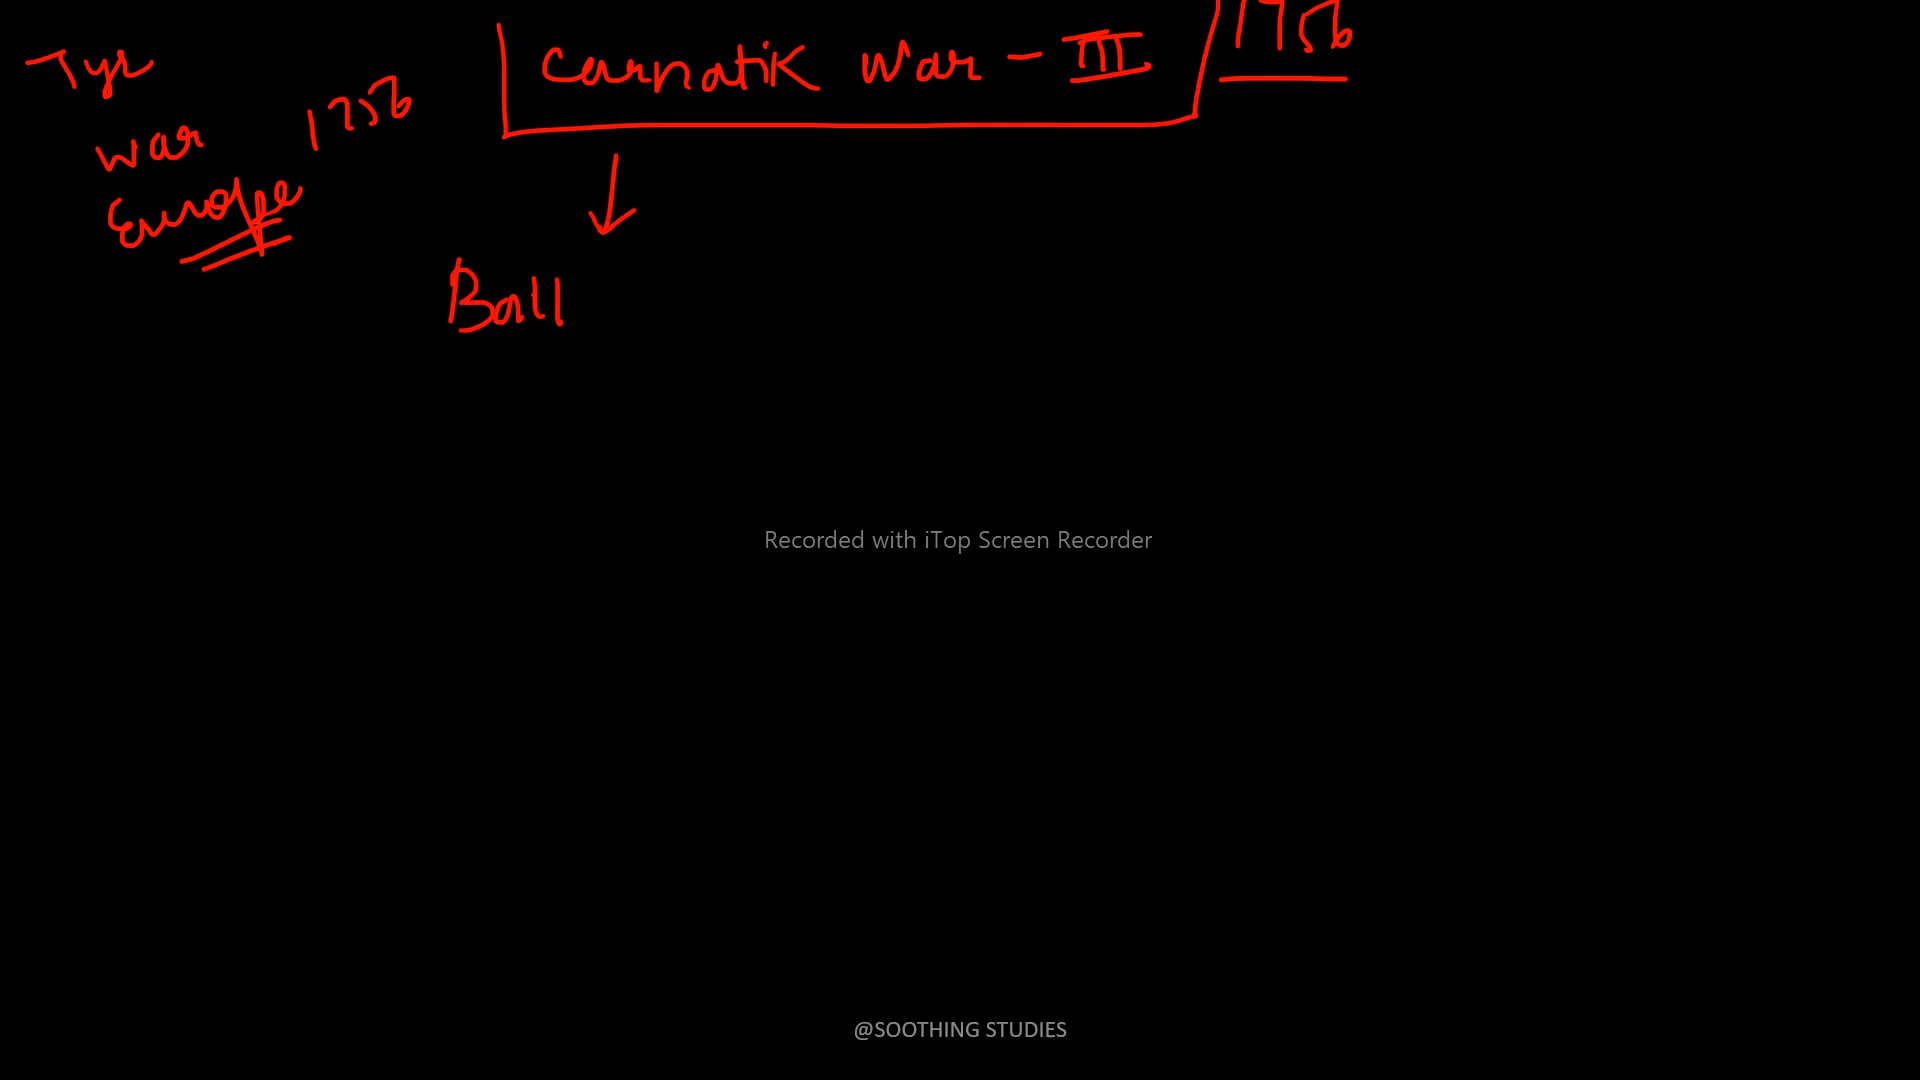 1756
Carnatik War - III
7yr
war 1756
Europe
Ball
Recorded with iTop Screen Recorder
@SOOTHING STUDIES